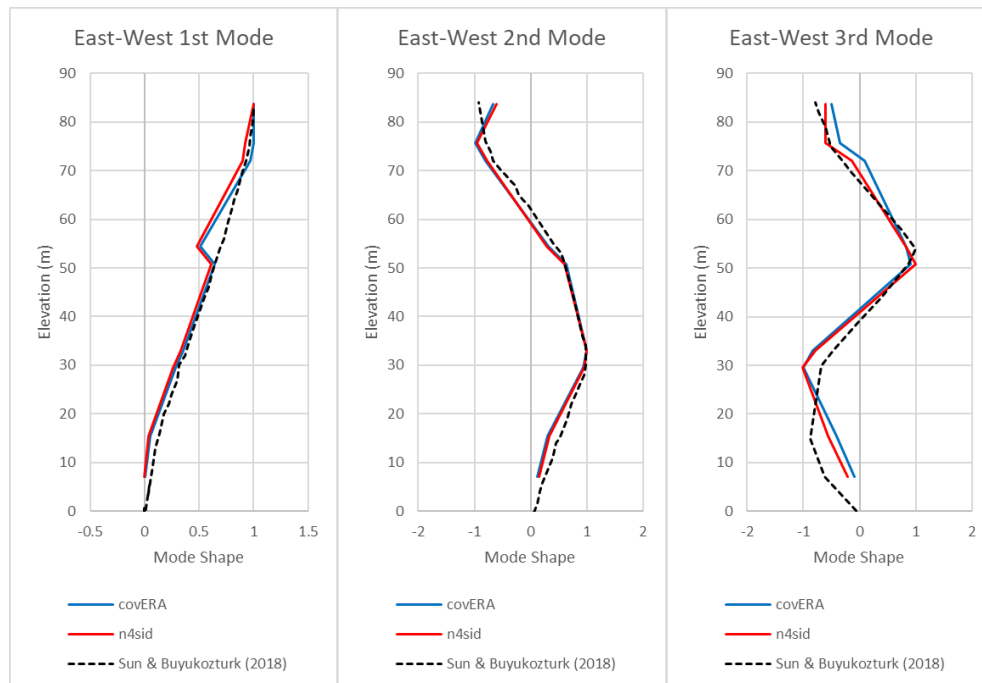 East-West 1st Mode
90
80
70
60
50
40
30
20
10
0
Elevation (m)
-0.5 0 0.5 1 1.5
Mode Shape
covERA
n4sid
Sun & Buyukozturk (2018)
East-West 2nd Mode
90
80
70
60
50
40
30
20
10
0
Elevation (m)
-2 -1 0 1 2
Mode Shape
covERA
n4sid
Sun & Buyukozturk (2018)
East-West 3rd Mode
90
80
70
60
50
40
30
20
10
0
Elevation (m)
-2 -1 0 1 2
Mode Shape
covERA
n4sid
Sun & Buyukozturk (2018)